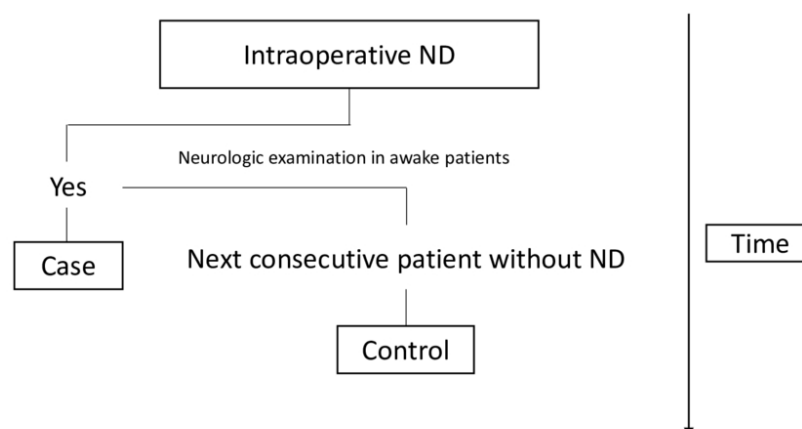 Intraoperative ND
Neurologic examination in awake patients
Yes
Case
Next consecutive patient without ND
Time
Control